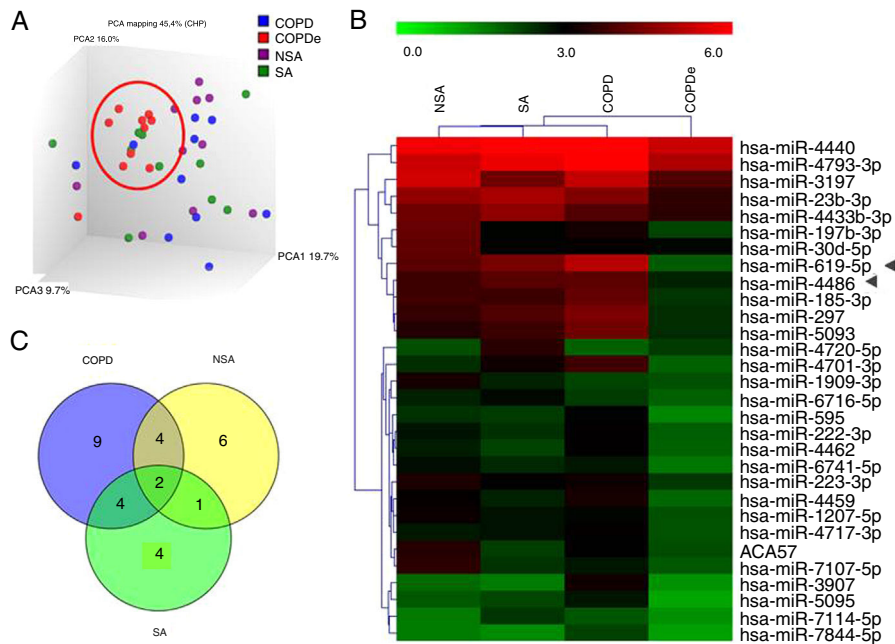 A
PCA mapping 45,4% (CHP)
PCA2 16.0%
COPD
COPDe
NSA
SA
PCA1 19.7%
PCA3 9.7%
B
0.0
3.0
6.0
NSA
SA
COPD
COPDe
hsa-miR-4440
hsa-miR-4793-3p
hsa-miR-3197
hsa-miR-23b-3p
hsa-miR-4433b-3p
hsa-miR-197b-3p
hsa-miR-30d-5p
hsa-miR-619-5p
hsa-miR-4486
hsa-miR-185-3p
hsa-miR-297
hsa-miR-5093
hsa-miR-4720-5p
hsa-miR-4701-3p
hsa-miR-1909-3p
hsa-miR-6716-5p
hsa-miR-595
hsa-miR-222-3p
hsa-miR-4462
hsa-miR-6741-5p
hsa-miR-223-3p
hsa-miR-4459
hsa-miR-1207-5p
hsa-miR-4717-3p
ACA57
hsa-miR-7107-5p
hsa-miR-3907
hsa-miR-5095
hsa-miR-7114-5p
hsa-miR-7844-5p
C
COPD
NSA
9
4
6
2
4
1
4
SA